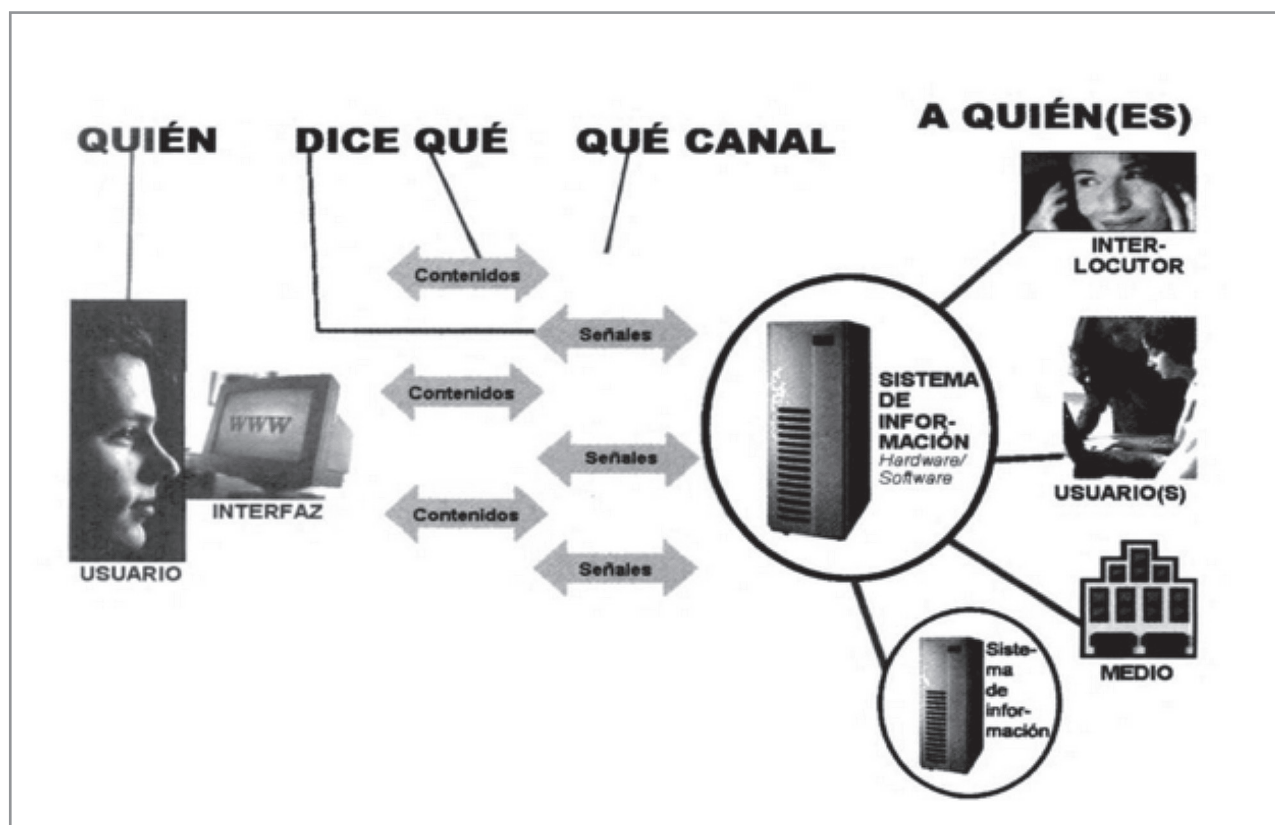 QUIÉN
DICE QUÉ
QUÉ CANAL
A QUIÉN(ES)
INTER-
LOCUTOR
Contenidos
Señales
Contenidos
WWW
SISTEMA
DE
INFOR-
MACIÓN
Hardware/
Software
Señales
USUARIO(S)
INTERFAZ
Contenidos
USUARIO
Señales
MEDIO
Siste-
ma
de
infor-
mación